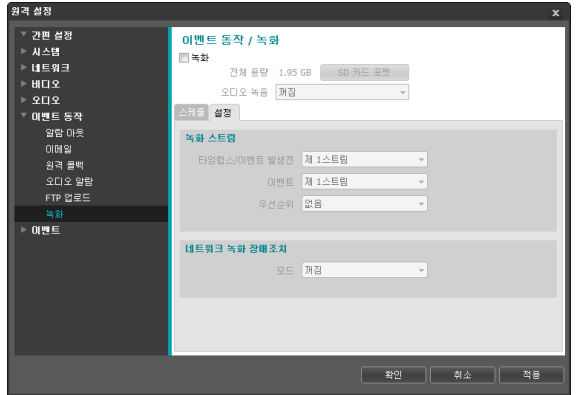 원격 설정
x
간편 설정
시스템
네트워크
비디오
오디오
이벤트 동작
알람 아웃
이메일
원격 콜백
오디오 알람
FTP 업로드
녹화
이벤트
이벤트 동작 / 녹화
녹화
전체 용량 1.95 GB SD 카드 포맷
오디오 녹음 꺼짐
스케줄 설정
녹화 스트림
타임랩스/이벤트 발생전 제 1스트림
이벤트 제 1스트림
우선순위 없음
네트워크 녹화 장애조치
모드 꺼짐
확인 취소 적용